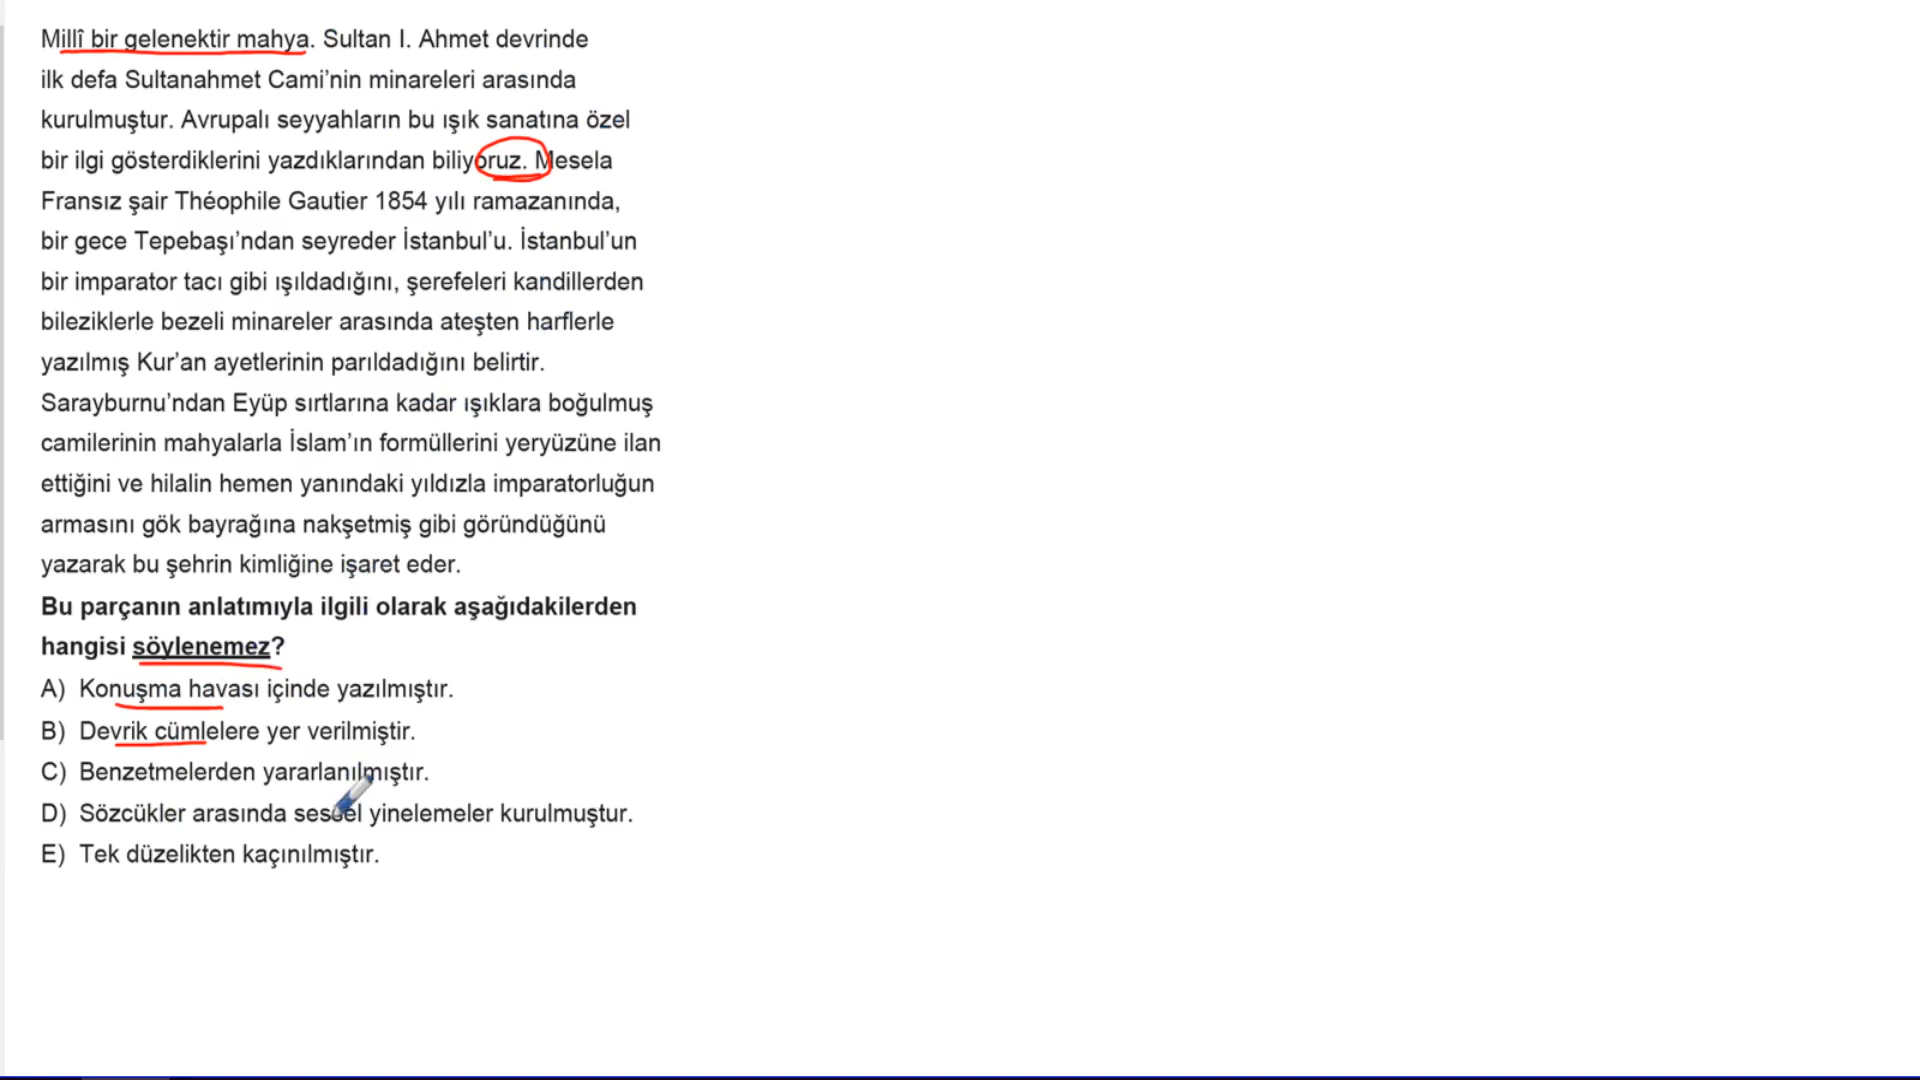 Millî bir gelenektir mahya. Sultan I. Ahmet devrinde
ilk defa Sultanahmet Cami’nin minareleri arasında
kurulmuştur. Avrupalı seyyahların bu ışık sanatına özel
bir ilgi gösterdiklerini yazdıklarından biliyoruz. Mesela
Fransız şair Théophile Gautier 1854 yılı ramazanında,
bir gece Tepebaşı’ndan seyreder İstanbul’u. İstanbul’un
bir imparator tacı gibi ışıldadığını, şerefeleri kandillerden
bileziklerle bezeli minareler arasında ateşten harflerle
yazılmış Kur’an ayetlerinin parıldadığını belirtir.
Sarayburnu’ndan Eyüp sırtlarına kadar ışıklara boğulmuş
camilerinin mahyalarla İslam’ın formüllerini yeryüzüne ilan
ettiğini ve hilalin hemen yanındaki yıldızla imparatorluğun
armasını gök bayrağına nakşetmiş gibi göründüğünü
yazarak bu şehrin kimliğine işaret eder.
Bu parçanın anlatımıyla ilgili olarak aşağıdakilerden
hangisi söylenemez?
A) Konuşma havası içinde yazılmıştır.
B) Devrik cümlelere yer verilmiştir.
C) Benzetmelerden yararlanılmıştır.
D) Sözcükler arasında sessel yinelemeler kurulmuştur.
E) Tek düzelikten kaçınılmıştır.